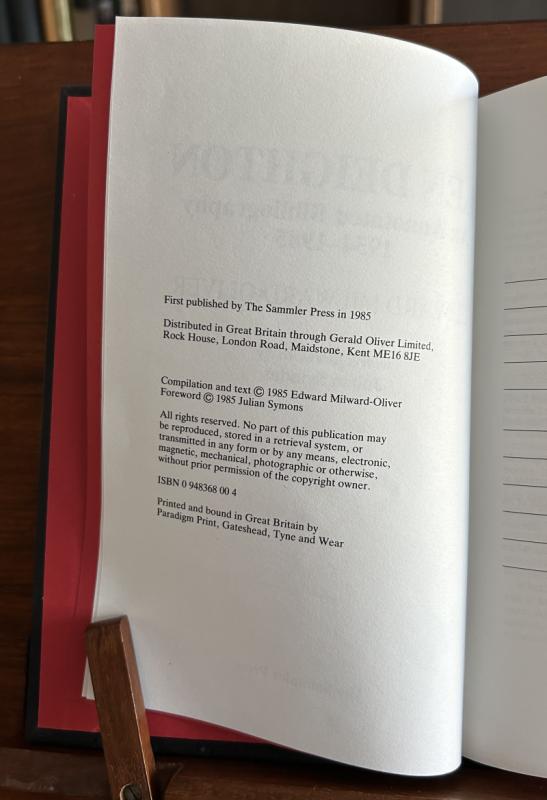 First published by The Sammler Press in 1985
Distributed in Great Britain through Gerald Oliver Limited,
Rock House, London Road, Maidstone, Kent ME16 8JE
Compilation and text © 1985 Edward Milward-Oliver
Foreword © 1985 Julian Symons
All rights reserved. No part of this publication may
be reproduced, stored in a retrieval system, or
transmitted in any form or by any means, electronic,
magnetic, mechanical, photographic or otherwise,
without prior permission of the copyright owner.
ISBN 0 948368 00 4
Printed and bound in Great Britain by
Paradigm Print, Gateshead, Tyne and Wear